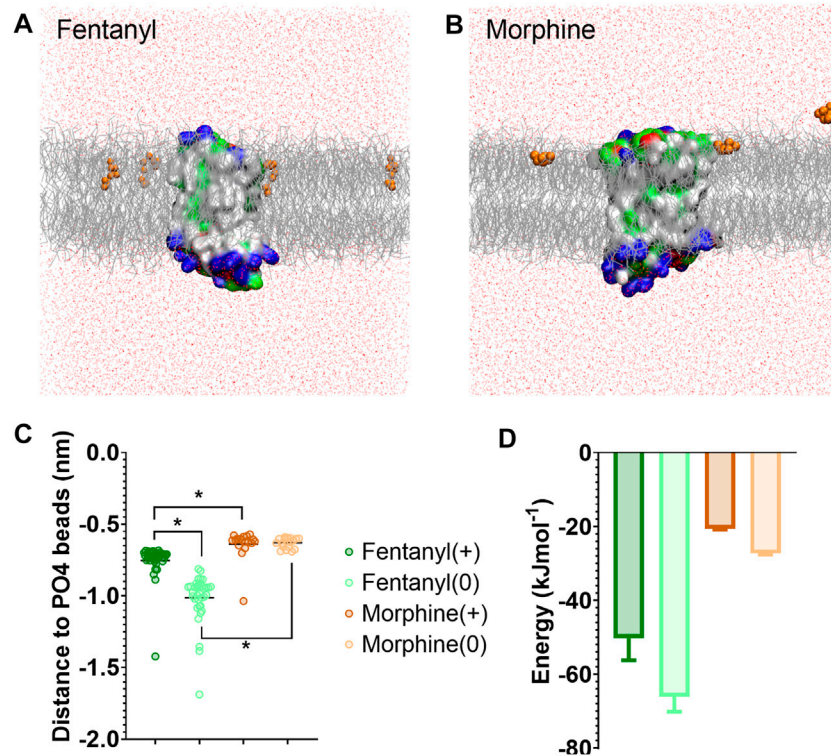 A Fentanyl
B Morphine
C
Distance to PO4 beads (nm)
0.0
-0.5
-1.0
-1.5
-2.0
*
*
*
Fentanyl(+)
Fentanyl(0)
Morphine(+)
Morphine(0)
D
Energy (kJmol-1)
0
-20
-40
-60
-80